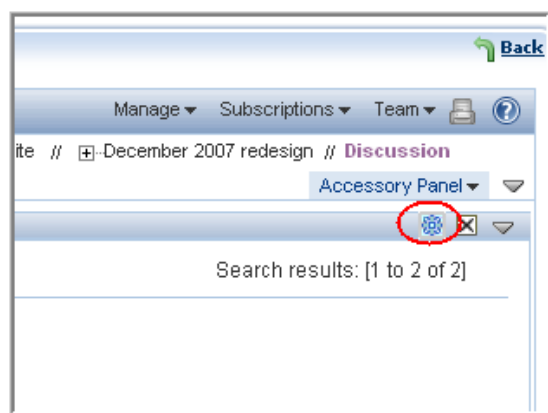 Back
Manage Subscriptions Team
ite // December 2007 redesign // Discussion
Accessory Panel
Search results: [1 to 2 of 2]